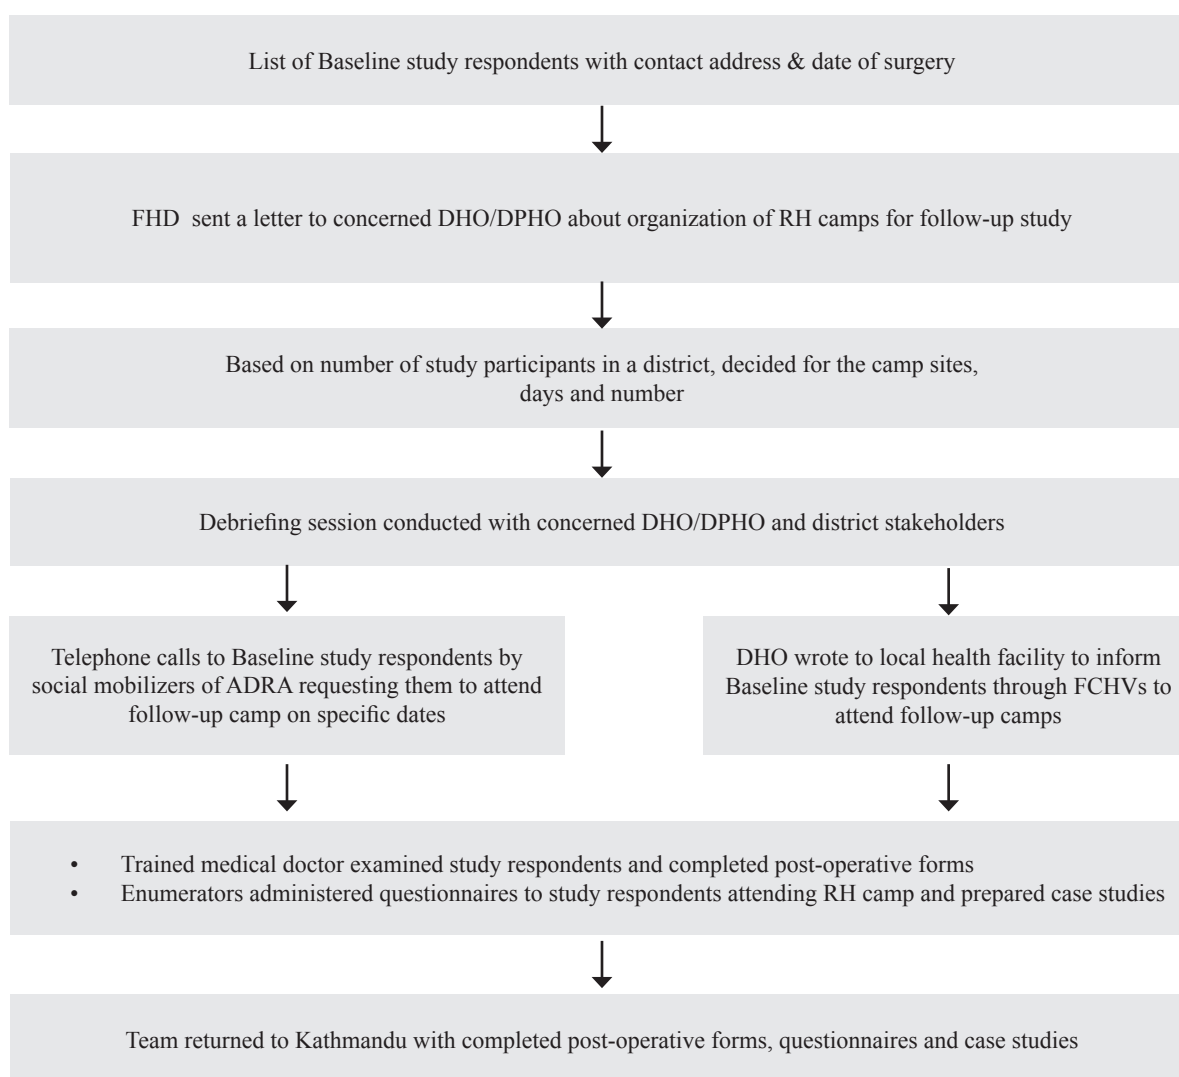 List of Baseline study respondents with contact address & date of surgery
FHD sent a letter to concerned DHO/DPHO about organization of RH camps for follow-up study
Based on number of study participants in a district, decided for the camp sites,
days and number
Debriefing session conducted with concerned DHO/DPHO and district stakeholders
Telephone calls to Baseline study respondents by
social mobilizers of ADRA requesting them to attend
follow-up camp on specific dates
DHO wrote to local health facility to inform
Baseline study respondents through FCHVs to
attend follow-up camps
• Trained medical doctor examined study respondents and completed post-operative forms
• Enumerators administered questionnaires to study respondents attending RH camp and prepared case studies
Team returned to Kathmandu with completed post-operative forms, questionnaires and case studies